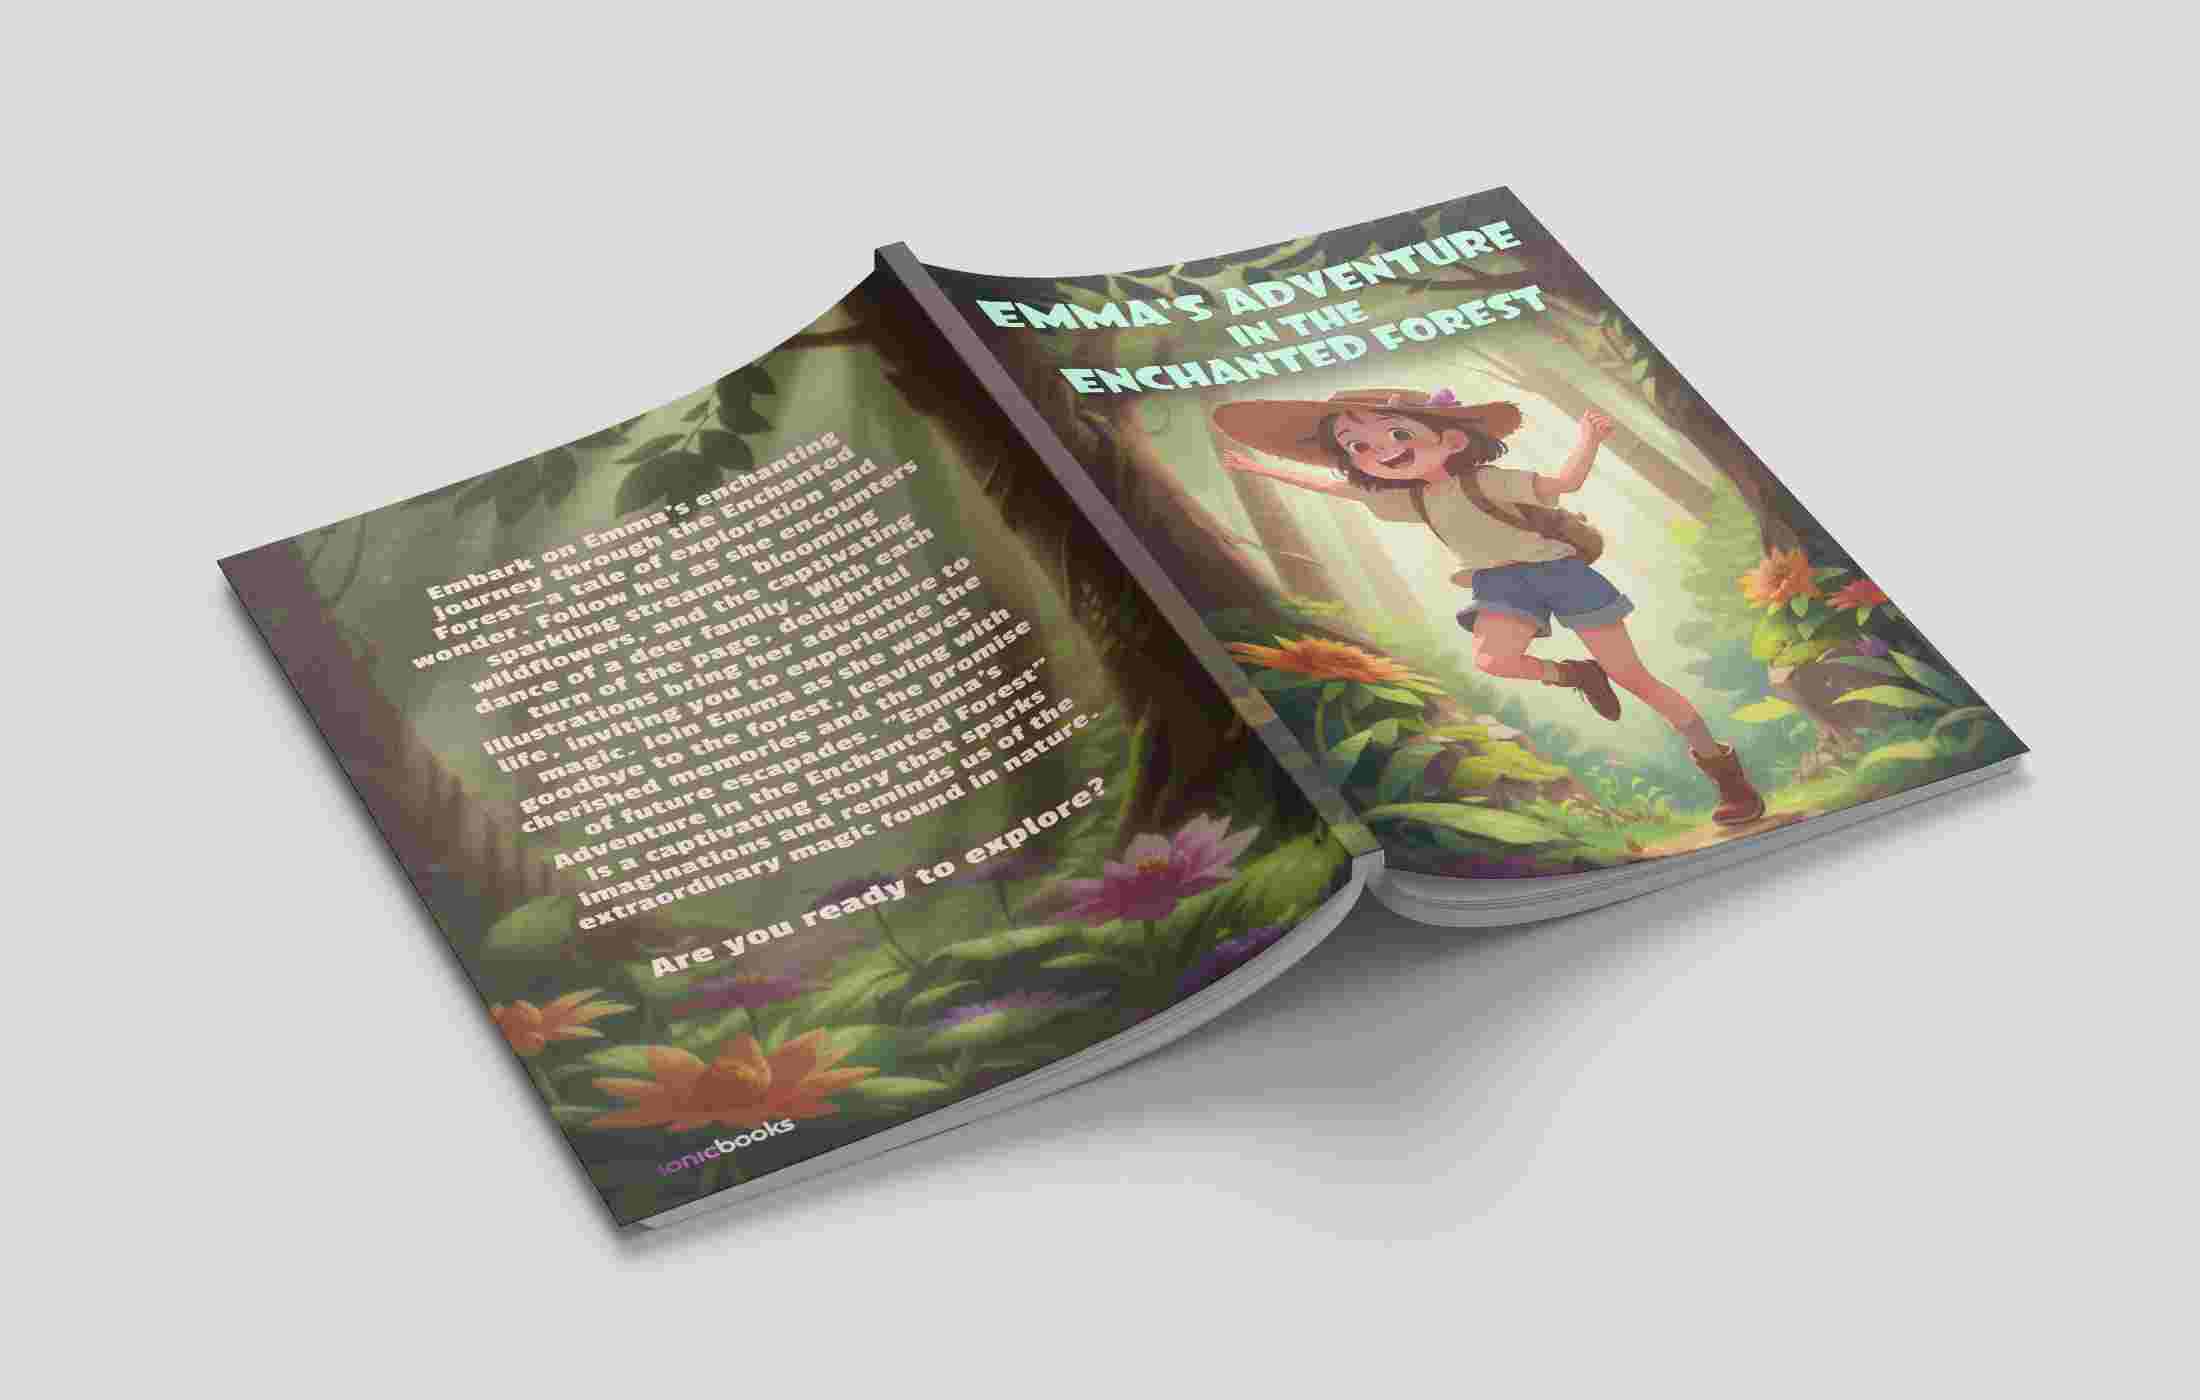 EMMA'S ADVENTURE
IN THE
ENCHANTED FOREST
Embark on Emma's enchanting
journey through the Enchanted
Forest—a tale of exploration and
wonder. Follow her as she encounters
sparkling streams, blooming
wildflowers, and the captivating
dance of a deer family. With each
turn of the page, delightful
illustrations bring her adventure to
life, inviting you to experience the
magic. Join Emma as she waves
goodbye to the forest, leaving with
cherished memories and the promise
of future escapades. "Emma's
Adventure in the Enchanted Forest"
is a captivating story that sparks
imaginations and reminds us of the
extraordinary magic found in nature.
Are you ready to explore?
ionicbooks